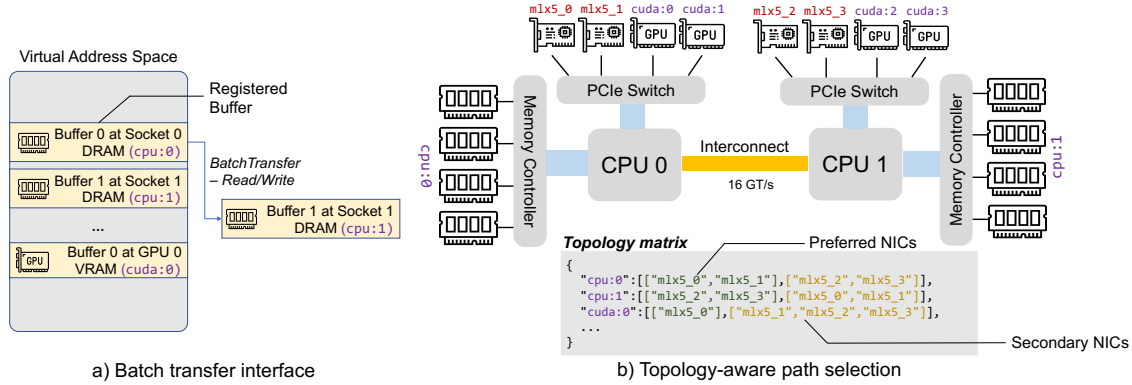 Virtual Address Space
Registered
Buffer
Buffer 0 at Socket 0
DRAM (cpu:0)
Buffer 1 at Socket 1
DRAM (cpu:1)
...
Buffer 0 at GPU 0
VRAM (cuda:0)
GPU
BatchTransfer
– Read/Write
Buffer 1 at Socket 1
DRAM (cpu:1)
a) Batch transfer interface
mlx5_0 mlx5_1 cuda:0 cuda:1
GPU GPU
PCIe Switch
mlx5_2 mlx5_3 cuda:2 cuda:3
GPU GPU
PCIe Switch
cpu:0
Memory Controller
CPU 0
Interconnect
16 GT/s
CPU 1
Memory Controller
cpu:1
Topology matrix
Preferred NICs
{
"cpu:0":[["mlx5_0","mlx5_1"],["mlx5_2","mlx5_3"]],
"cpu:1":[["mlx5_2","mlx5_3"],["mlx5_0","mlx5_1"]],
"cuda:0":[["mlx5_0"],["mlx5_1","mlx5_2","mlx5_3"]],
...
}
Secondary NICs
b) Topology-aware path selection